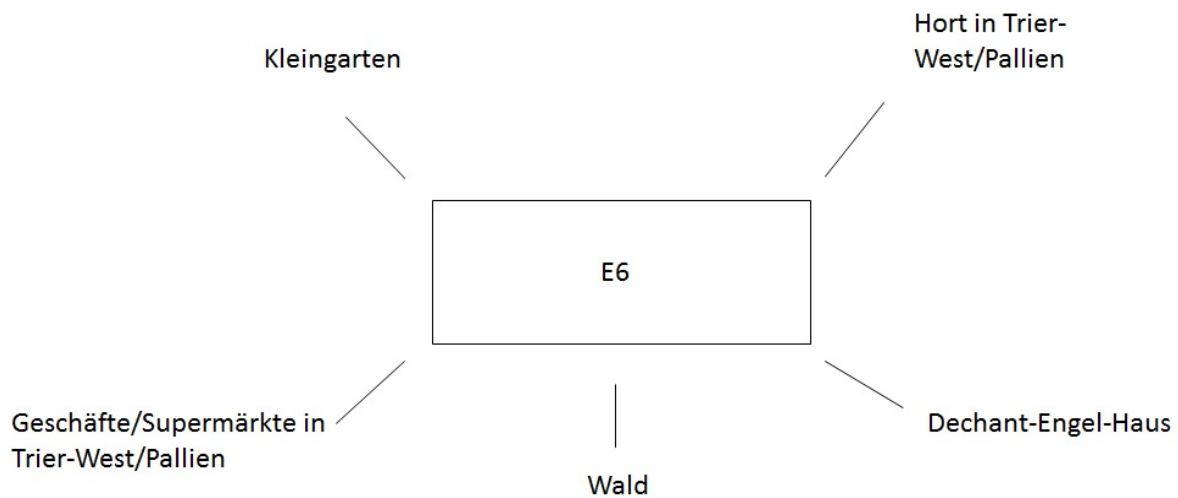 Hort in Trier-
West/Pallien
Kleingarten
E6
Geschäfte/Supermärkte in
Trier-West/Pallien
Dechant-Engel-Haus
Wald